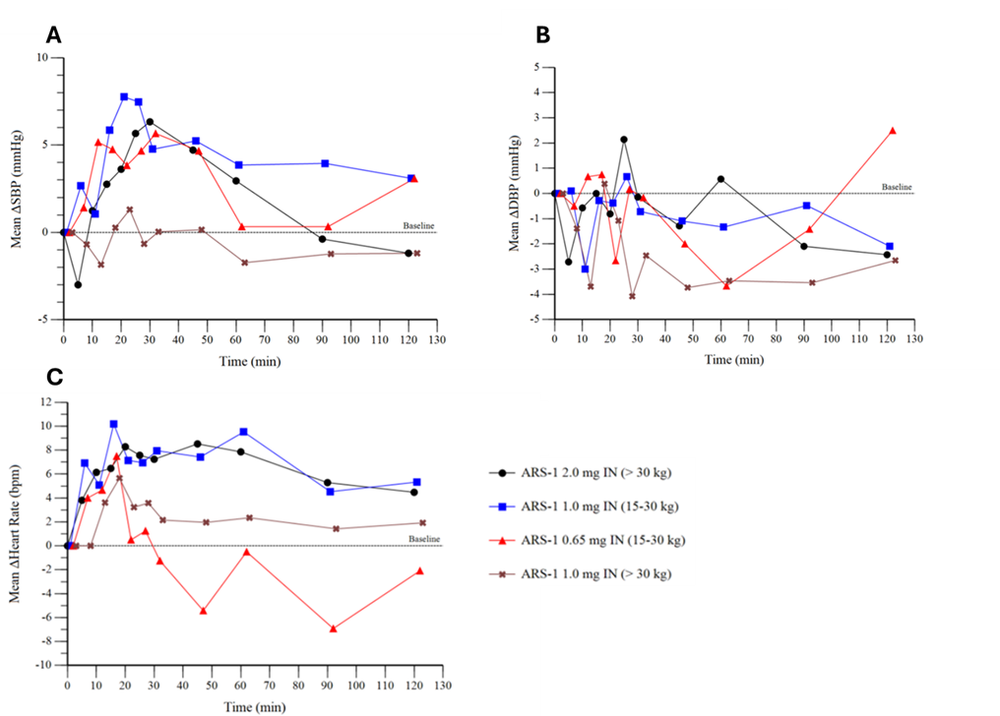 A
10
5
0
-5
Mean ΔSBP (mmHg)
Baseline
0 10 20 30 40 50 60 70 80 90 100 110 120 130
Time (min)
B
5
4
3
2
1
0
-1
-2
-3
-4
-5
Mean ΔDBP (mmHg)
Baseline
0 10 20 30 40 50 60 70 80 90 100 110 120 130
Time (min)
C
12
10
8
6
4
2
0
-2
-4
-6
-8
-10
Mean ΔHeart Rate (bpm)
Baseline
0 10 20 30 40 50 60 70 80 90 100 110 120 130
Time (min)
ARS-1 2.0 mg IN (> 30 kg)
ARS-1 1.0 mg IN (15-30 kg)
ARS-1 0.65 mg IN (15-30 kg)
ARS-1 1.0 mg IN (> 30 kg)